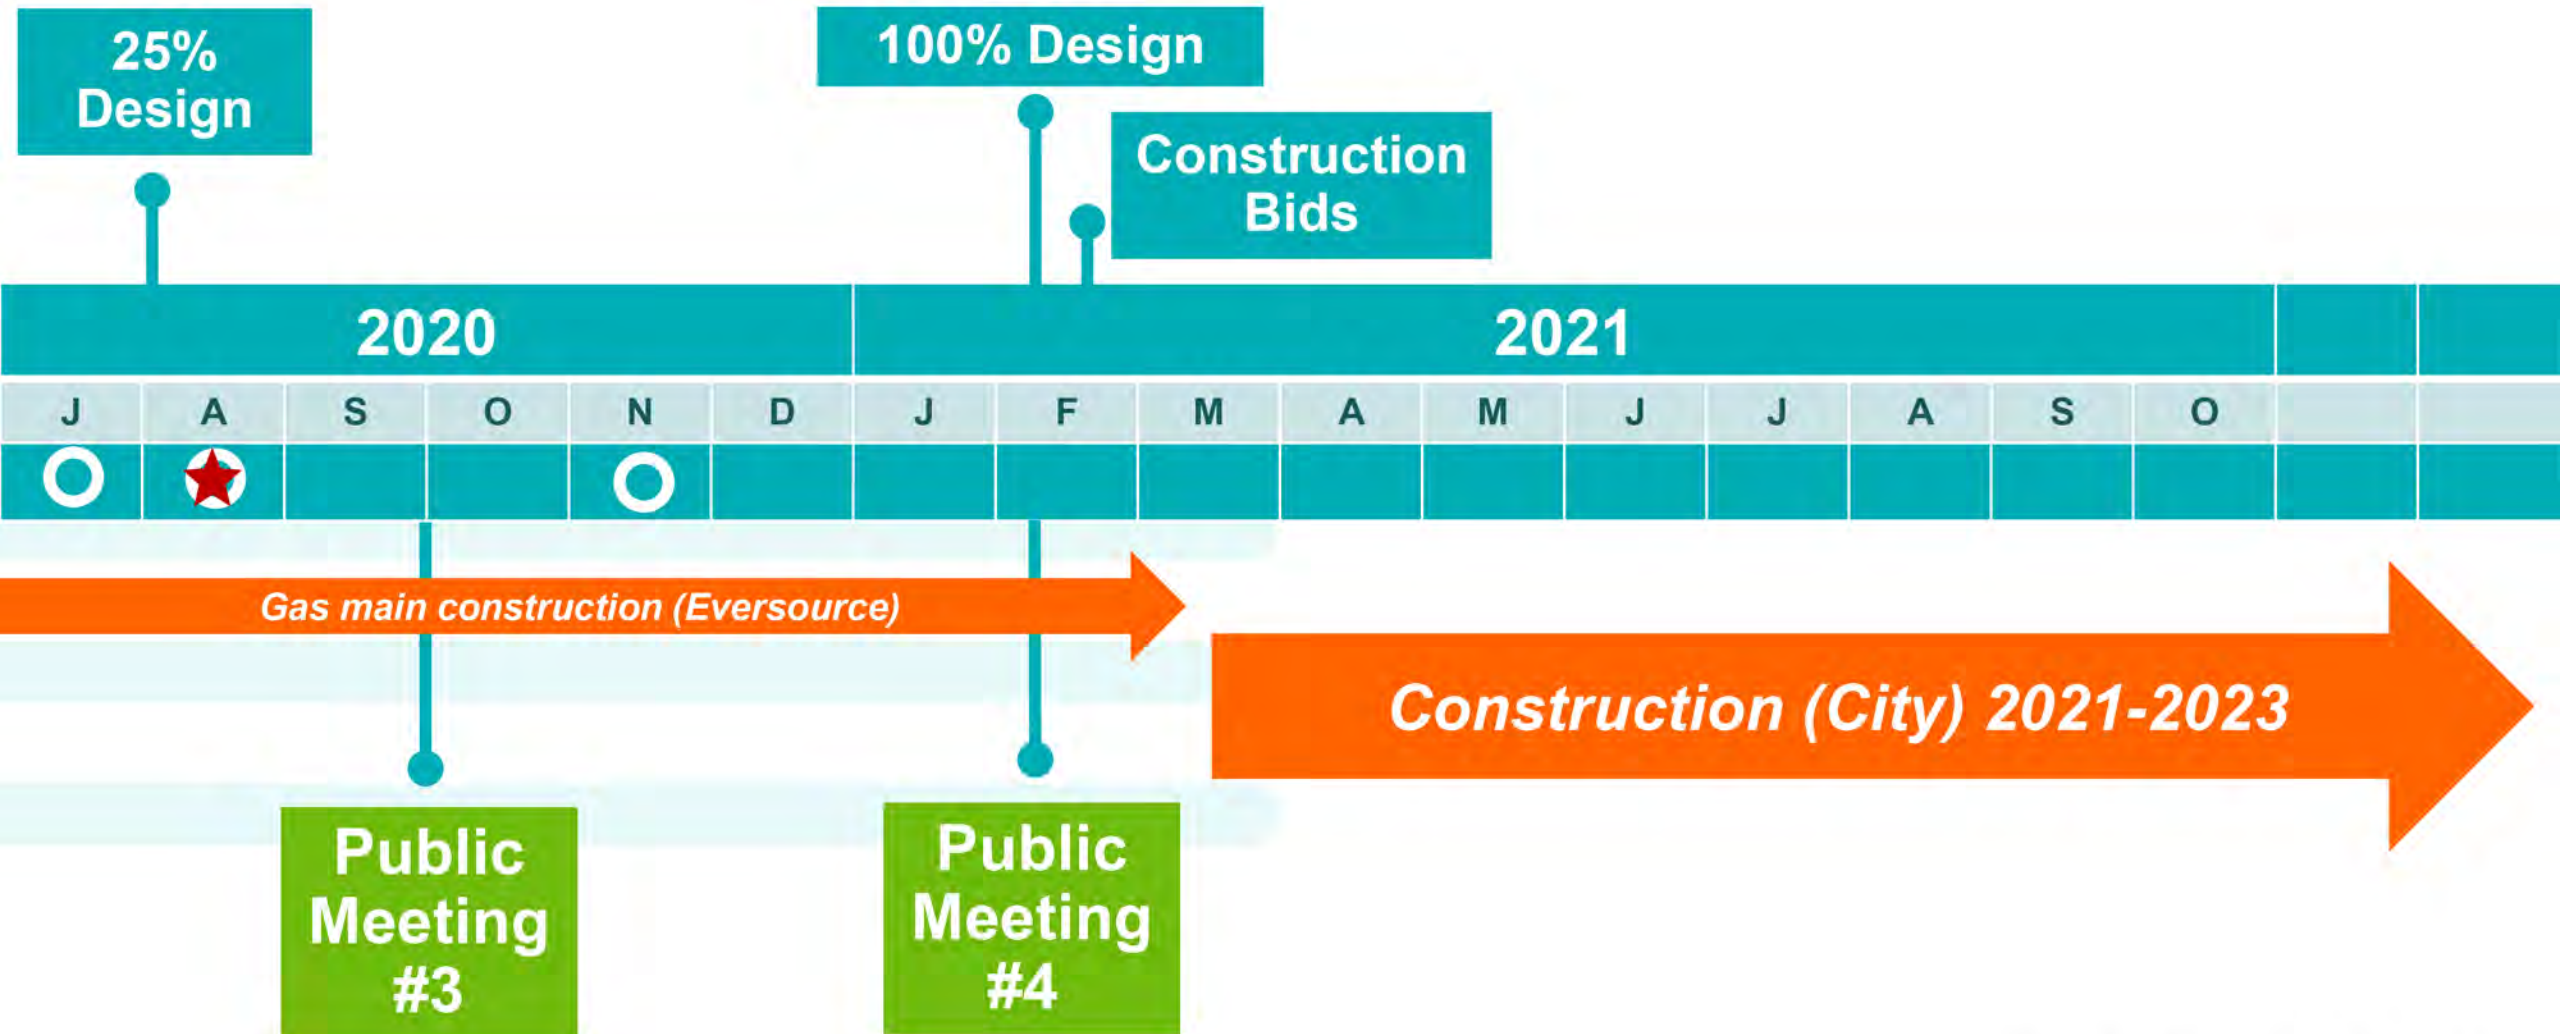 25%
Design
100% Design
Construction
Bids
2020 2021
J A S O N D J F M A M J J A S O
Gas main construction (Eversource)
Construction (City) 2021-2023
Public
Meeting
#3
Public
Meeting
#4